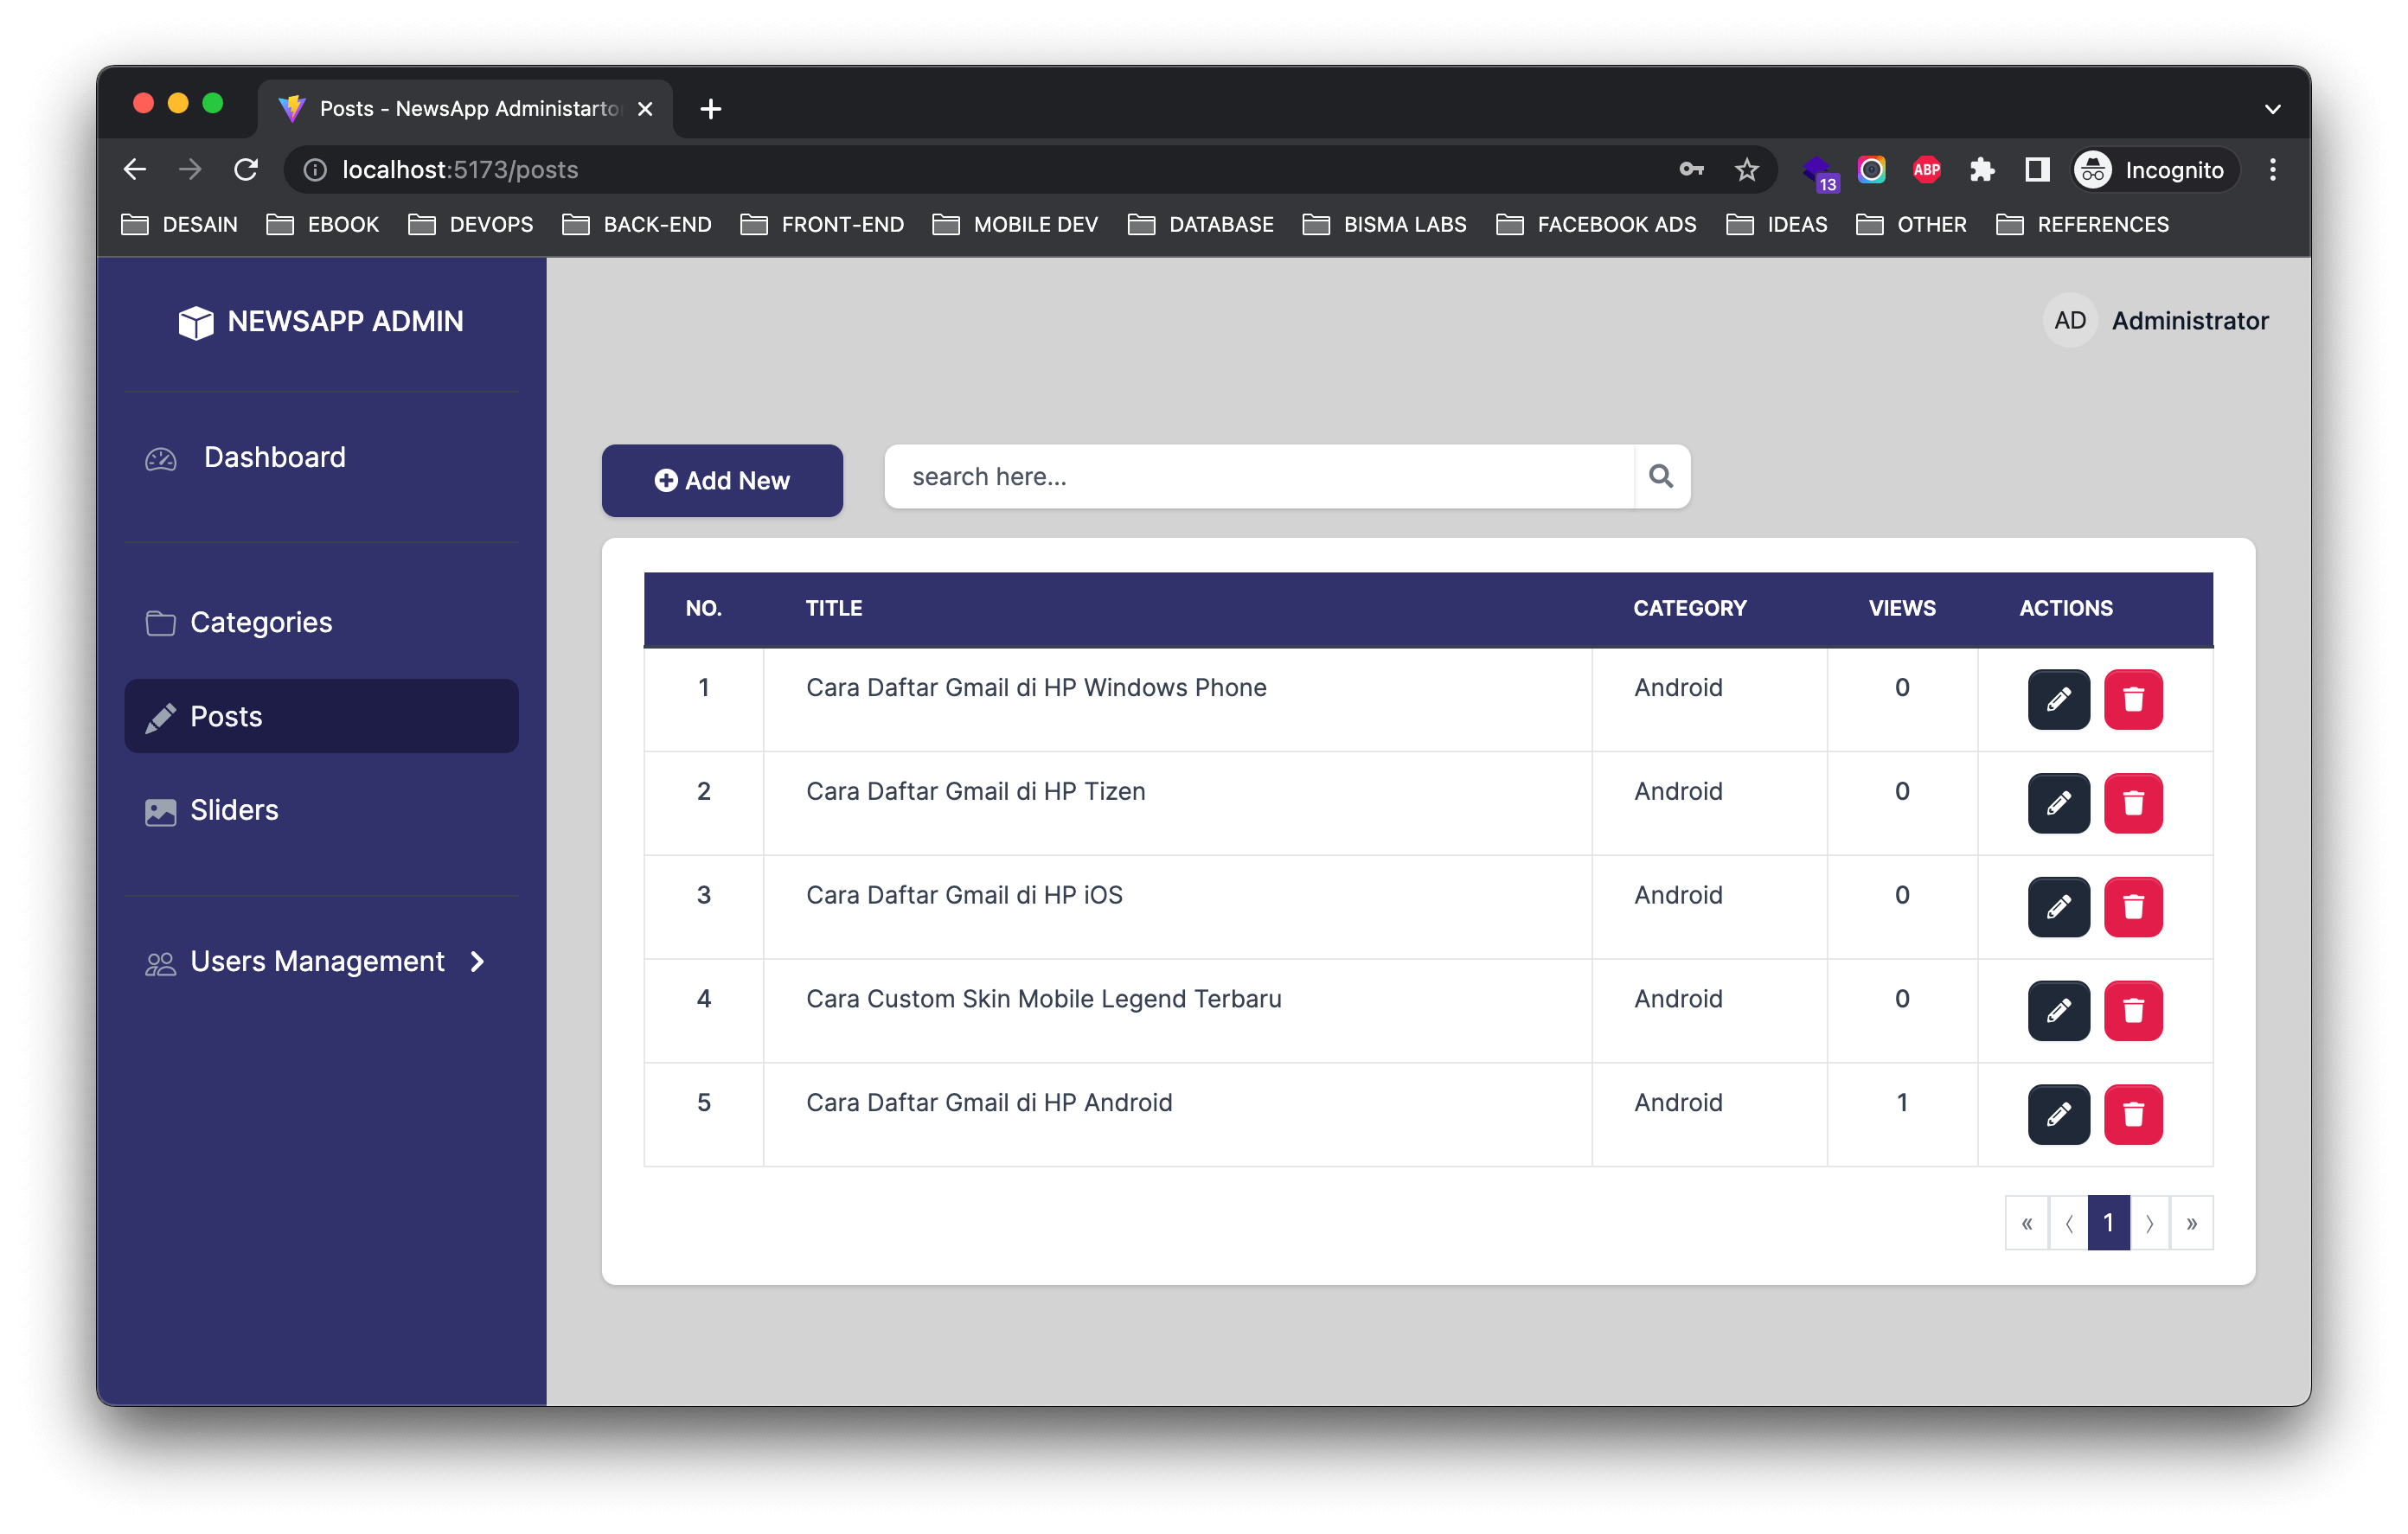 Posts - NewsApp Administarto
localhost:5173/posts
13
ABP
Incognito
DESAIN EBOOK DEVOPS BACK-END FRONT-END MOBILE DEV DATABASE BISMA LABS FACEBOOK ADS IDEAS OTHER REFERENCES
NEWSAPP ADMIN
Dashboard
Categories
Posts
Sliders
Users Management
AD Administrator
Add New
search here...
NO. TITLE CATEGORY VIEWS ACTIONS
1 Cara Daftar Gmail di HP Windows Phone Android 0
2 Cara Daftar Gmail di HP Tizen Android 0
3 Cara Daftar Gmail di HP iOS Android 0
4 Cara Custom Skin Mobile Legend Terbaru Android 0
5 Cara Daftar Gmail di HP Android Android 1
« ⟨ 1 ⟩ »